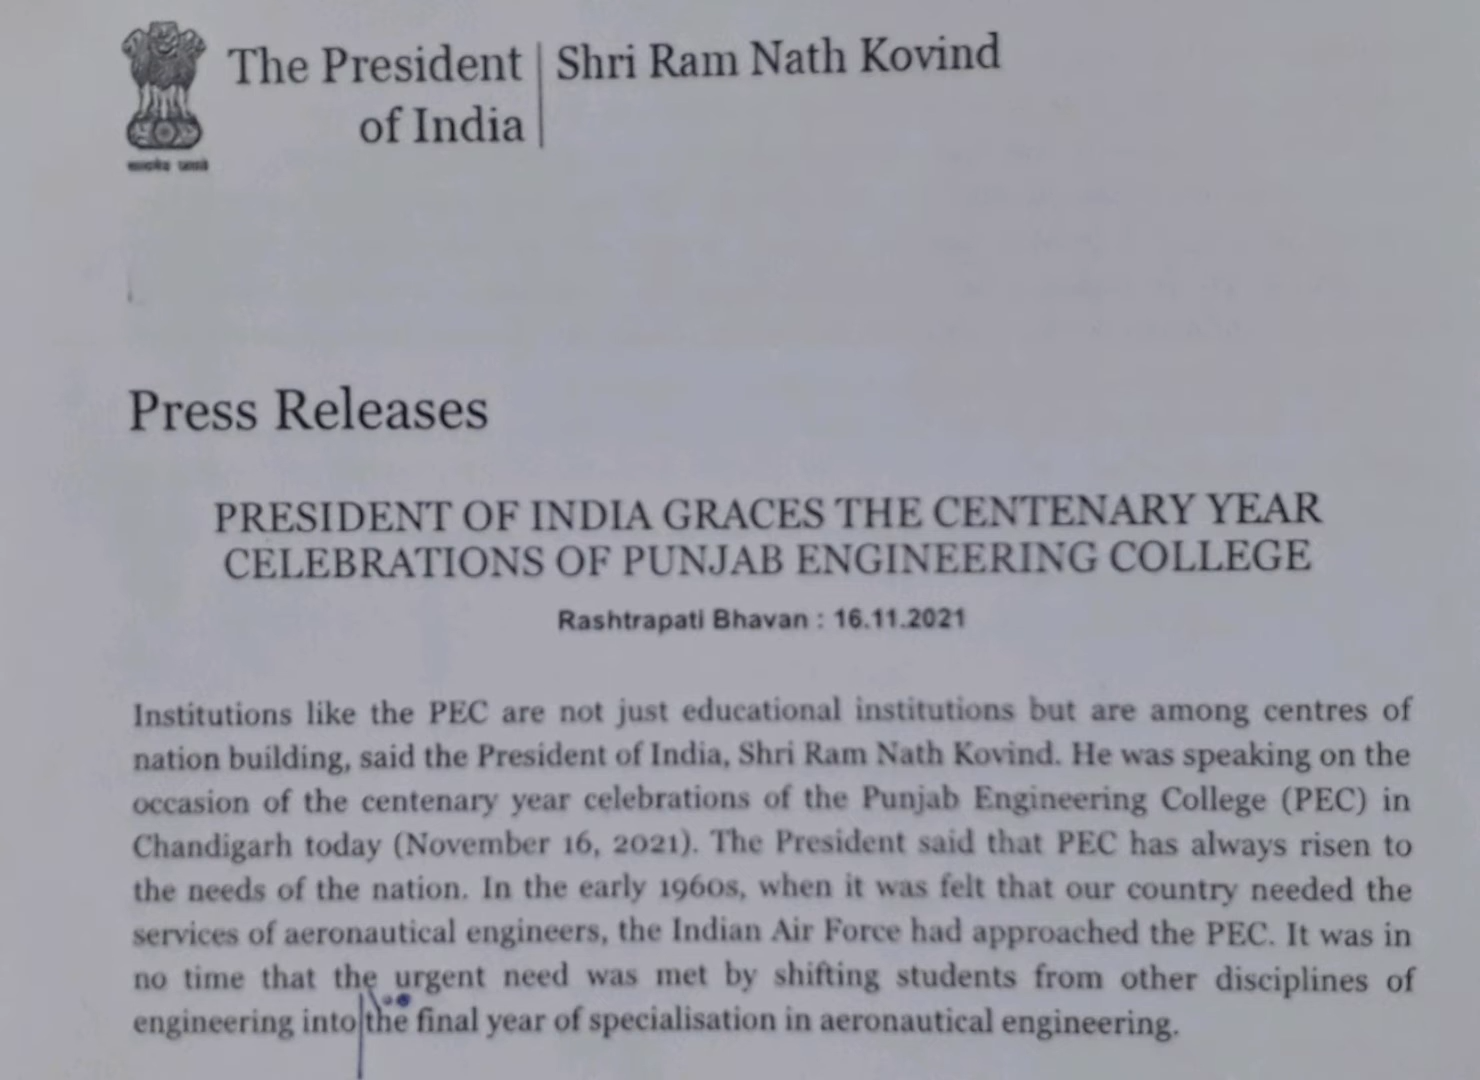 The President | Shri Ram Nath Kovind
of India
Press Releases
PRESIDENT OF INDIA GRACES THE CENTENARY YEAR
CELEBRATIONS OF PUNJAB ENGINEERING COLLEGE
Rashtrapati Bhavan : 16.11.2021
Institutions like the PEC are not just educational institutions but are among centres of
nation building, said the President of India, Shri Ram Nath Kovind. He was speaking on the
occasion of the centenary year celebrations of the Punjab Engineering College (PEC) in
Chandigarh today (November 16, 2021). The President said that PEC has always risen to
the needs of the nation. In the early 1960s, when it was felt that our country needed the
services of aeronautical engineers, the Indian Air Force had approached the PEC. It was in
no time that the urgent need was met by shifting students from other disciplines of
engineering into the final year of specialisation in aeronautical engineering.